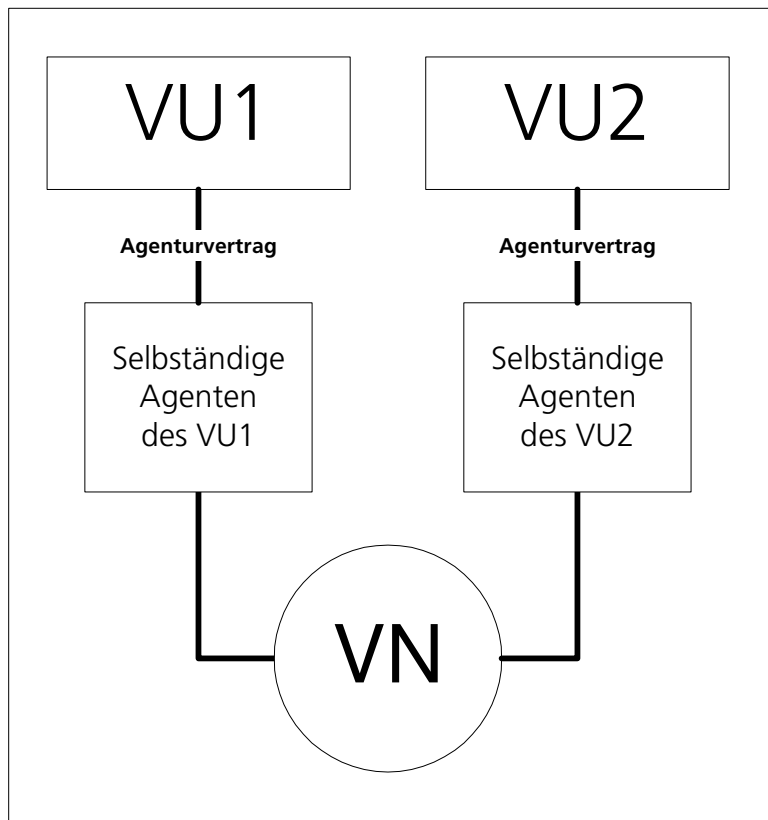 VU1
VU2
Agenturvertrag
Agenturvertrag
Selbständige
Agenten
des VU1
Selbständige
Agenten
des VU2
VN